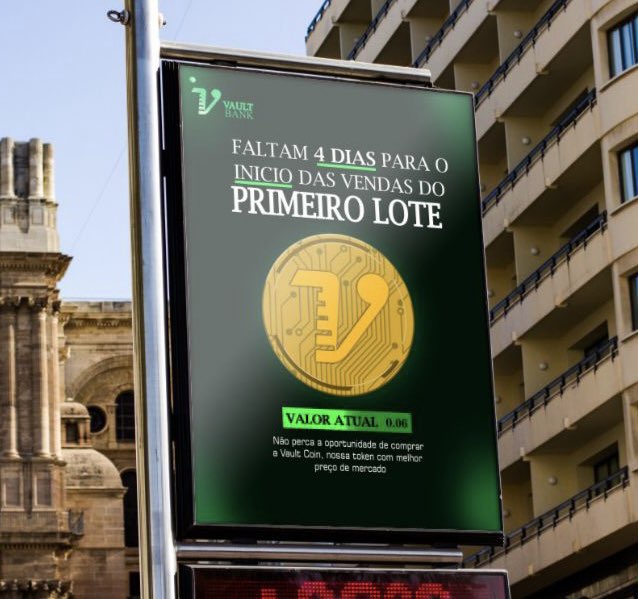 VAULT
BANK
FALTAM 4 DIAS PARA O
INICIO DAS VENDAS DO
PRIMEIRO LOTE
VALOR ATUAL 0.06
Não perca a oportunidade de comprar
a Vault Coin, nossa token com melhor
preço de mercado